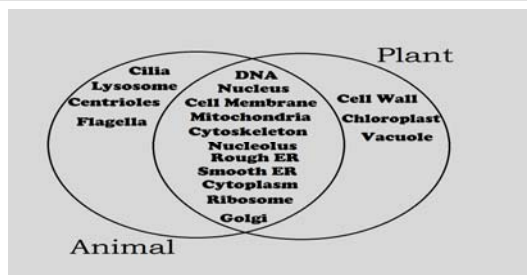 Plant
Cilia
Lysosome
Centrioles
Flagella
DNA
Nucleus
Cell Membrane
Mitochondria
Cytoskeleton
Nucleolus
Rough ER
Smooth ER
Cytoplasm
Ribosome
Golgi
Cell Wall
Chloroplast
Vacuole
Animal